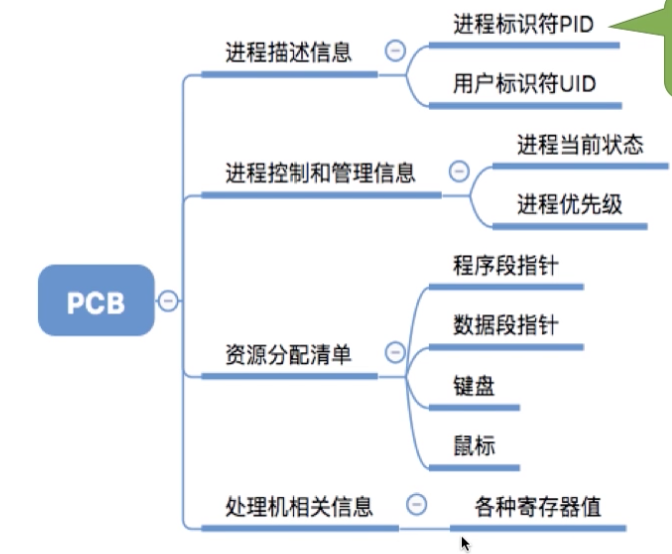 PCB
进程描述信息
进程标识符PID
用户标识符UID
进程控制和管理信息
进程当前状态
进程优先级
资源分配清单
程序段指针
数据段指针
键盘
鼠标
处理机相关信息
各种寄存器值